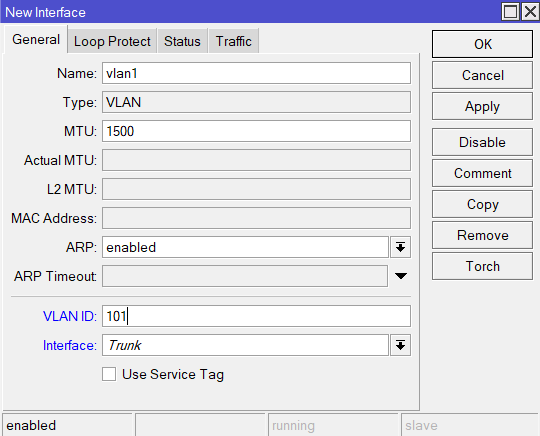 New Interface
General Loop Protect Status Traffic
Name: vlan1
Type: VLAN
MTU: 1500
Actual MTU:
L2 MTU:
MAC Address:
ARP: enabled
ARP Timeout:
VLAN ID: 101
Interface: Trunk
Use Service Tag
OK
Cancel
Apply
Disable
Comment
Copy
Remove
Torch
enabled running slave